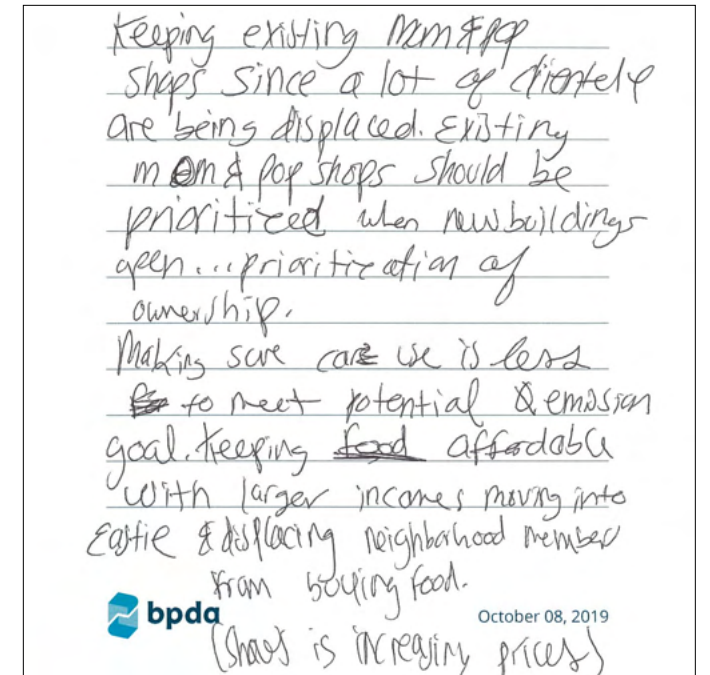 Keeping existing mom & pop
shops since a lot of clientele
are being displaced. Existing
mom & pop shops should be
prioritized when new buildings
open... prioritization of
ownership.
Making sure car use is less
to meet potential 0 emission
goal. Keeping food affordable
with larger incomes moving into
Eastie & displacing neighborhood members
from buying food.
bpda
October 08, 2019
(Shaws is increasing prices)